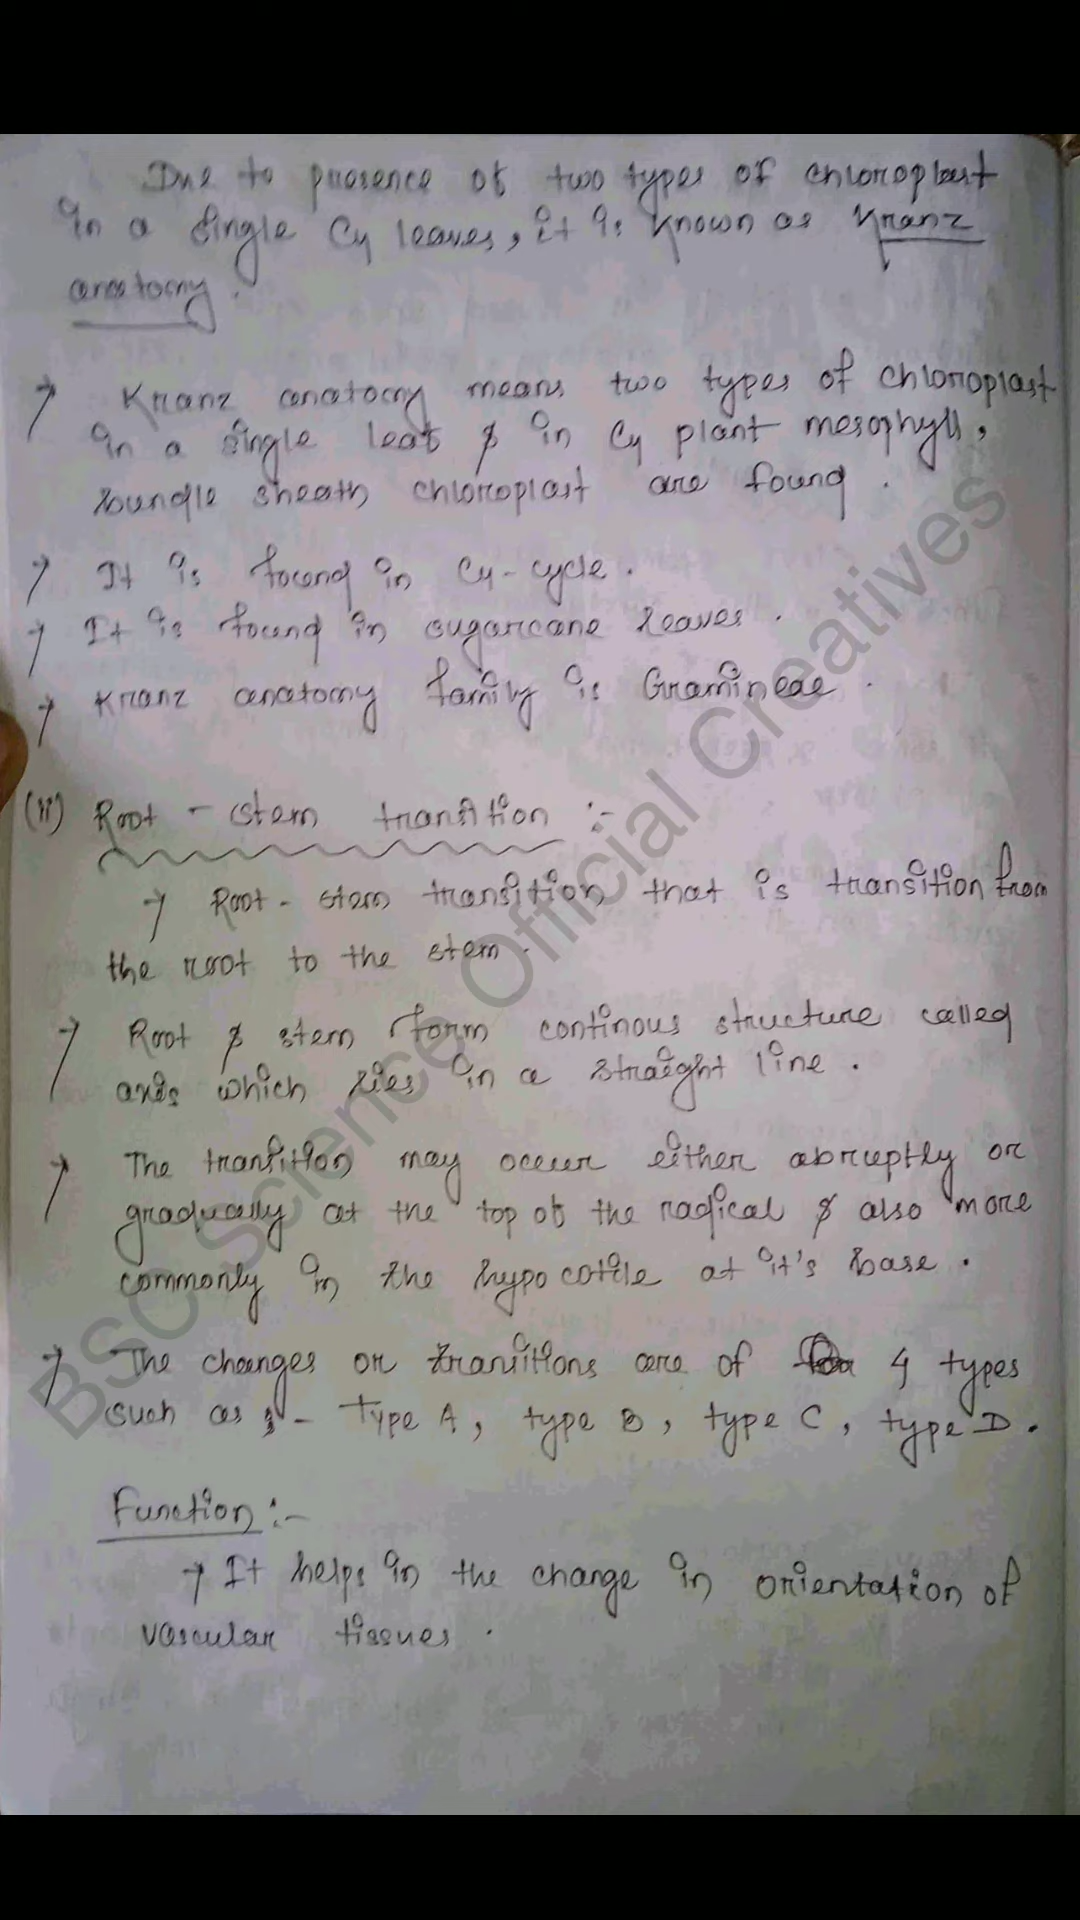 Due to presence of two types of chloroplast
in a single C4 leaves, it is known as Kranz
anatomy.
→ Kranz anatomy means two types of chloroplast
in a single leaf & in C4 plant mesophyll,
bundle sheath chloroplast are found.
→ It is found in C4-cycle.
→ It is found in sugarcane leaves.
→ Kranz anatomy family is Gramineae.
(ii) Root - stem transition :-
→ Root - stem transition that is transition from
the root to the stem.
→ Root & stem form continous structure called
axis which lies in a straight line.
→ The transition may occur either abruptly or
gradually at the top of the radical & also more
commonly in the hypocotile at it's base.
→ The changes or transitions are of 4 types
such as :- Type A, type B, type C, type D.
Function :-
→ It helps in the change in orientation of
vascular tissues.
BSC Science Official Creatives